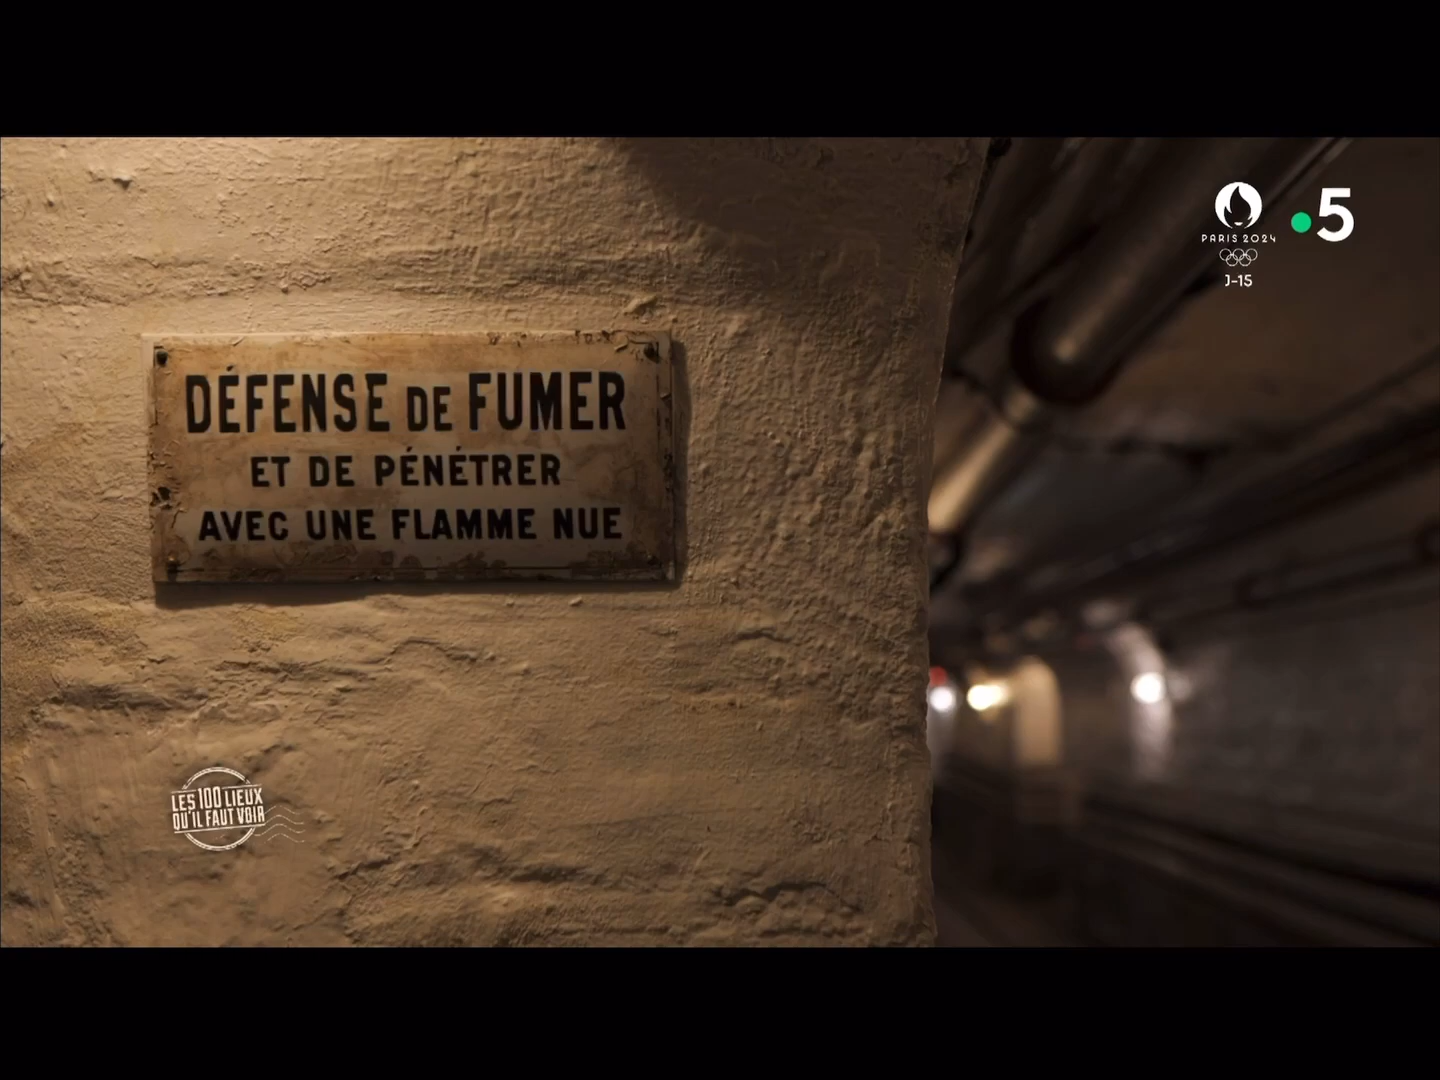 PARIS 2024
J-15
5
DÉFENSE DE FUMER
ET DE PÉNÉTRER
AVEC UNE FLAMME NUE
LES 100 LIEUX
QU'IL FAUT VOIR